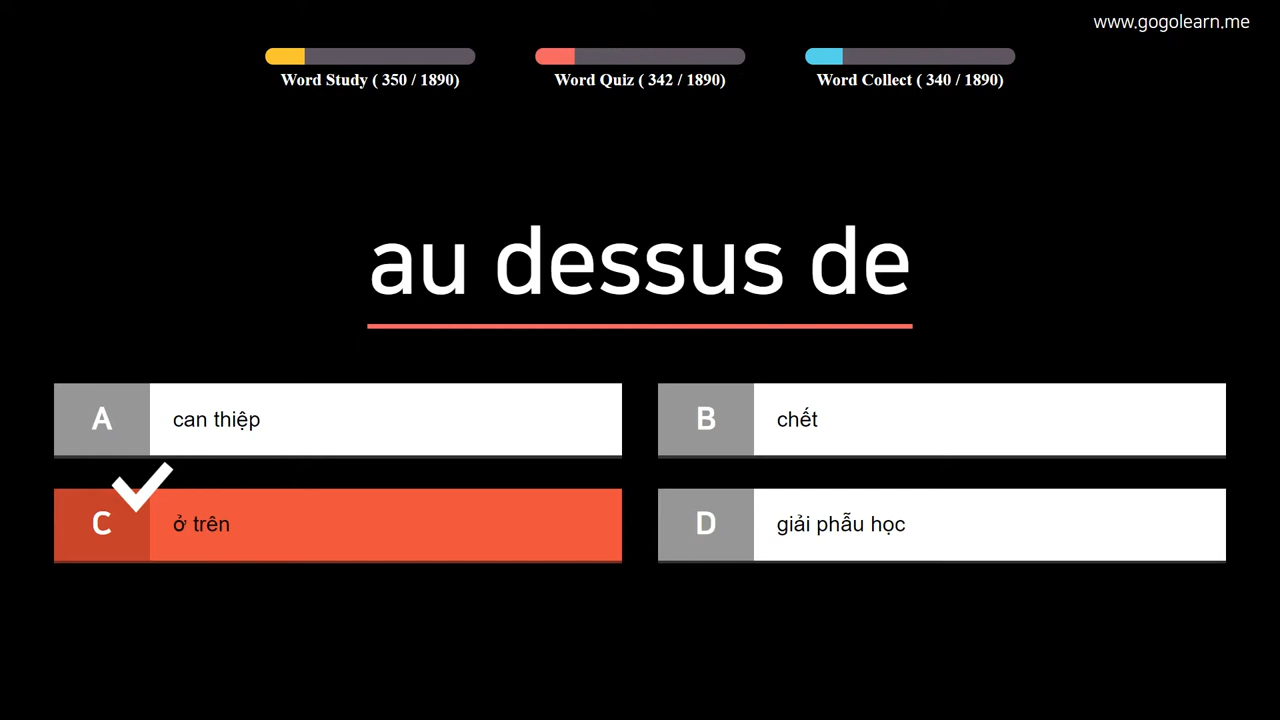 www.gogolearn.me
Word Study ( 350 / 1890)
Word Quiz ( 342 / 1890)
Word Collect ( 340 / 1890)
au dessus de
A can thiệp
B chết
C ở trên
D giải phẫu học